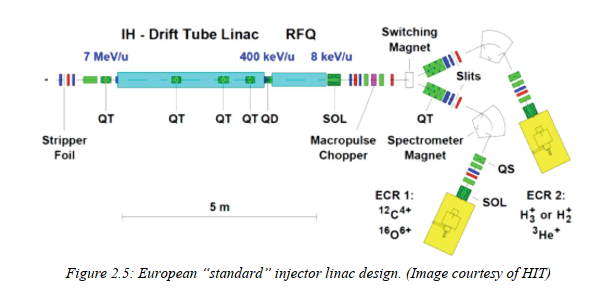 IH - Drift Tube Linac RFQ
Switching
Magnet
7 MeV/u 400 keV/u 8 keV/u
Slits
QT QT QT QT QD SOL QT
Stripper
Foil
Macropulse
Chopper
Spectrometer
Magnet
QS
5 m
ECR 1:
¹²C⁴⁺
¹⁶O⁶⁺
SOL
ECR 2:
H₃⁺ or H₂⁺
³He⁺
Figure 2.5: European “standard” injector linac design. (Image courtesy of HIT)